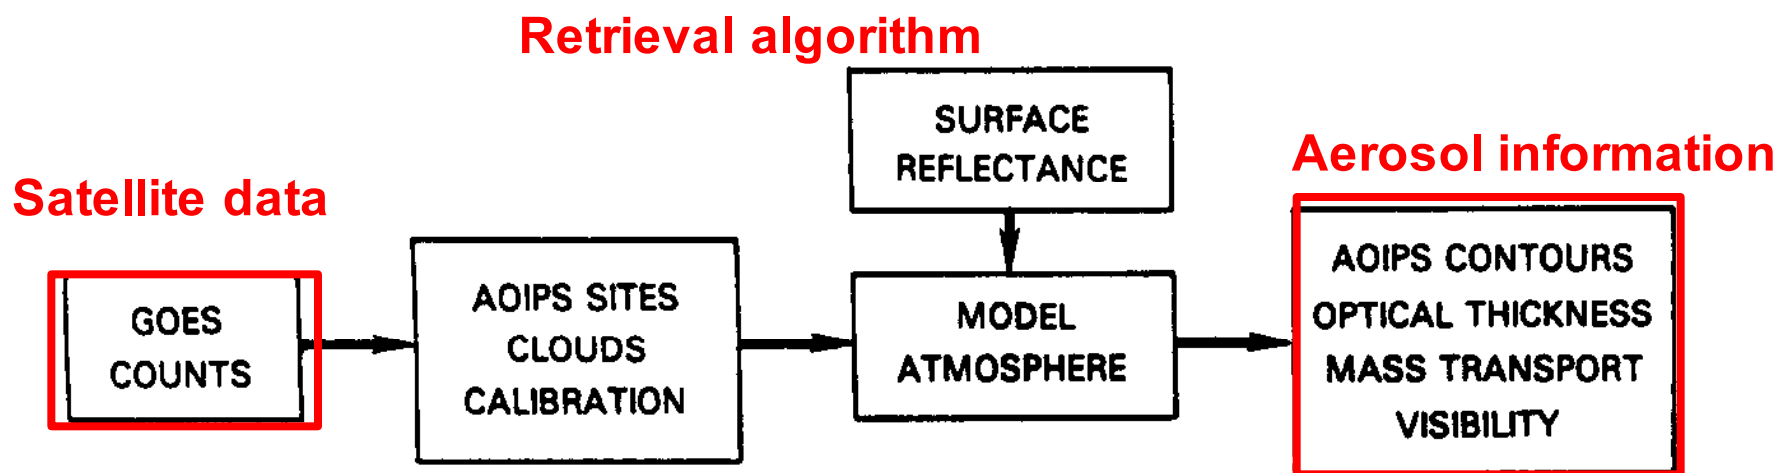 Retrieval algorithm
SURFACE
REFLECTANCE
Aerosol information
Satellite data
GOES
COUNTS
AOIPS SITES
CLOUDS
CALIBRATION
MODEL
ATMOSPHERE
AOIPS CONTOURS
OPTICAL THICKNESS
MASS TRANSPORT
VISIBILITY